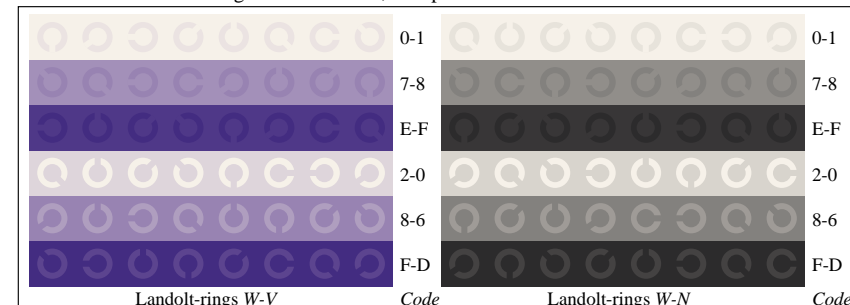 0-1 0-1
7-8 7-8
E-F E-F
2-0 2-0
8-6 8-6
F-D F-D
Landolt-rings W-V Code Landolt-rings W-N Code